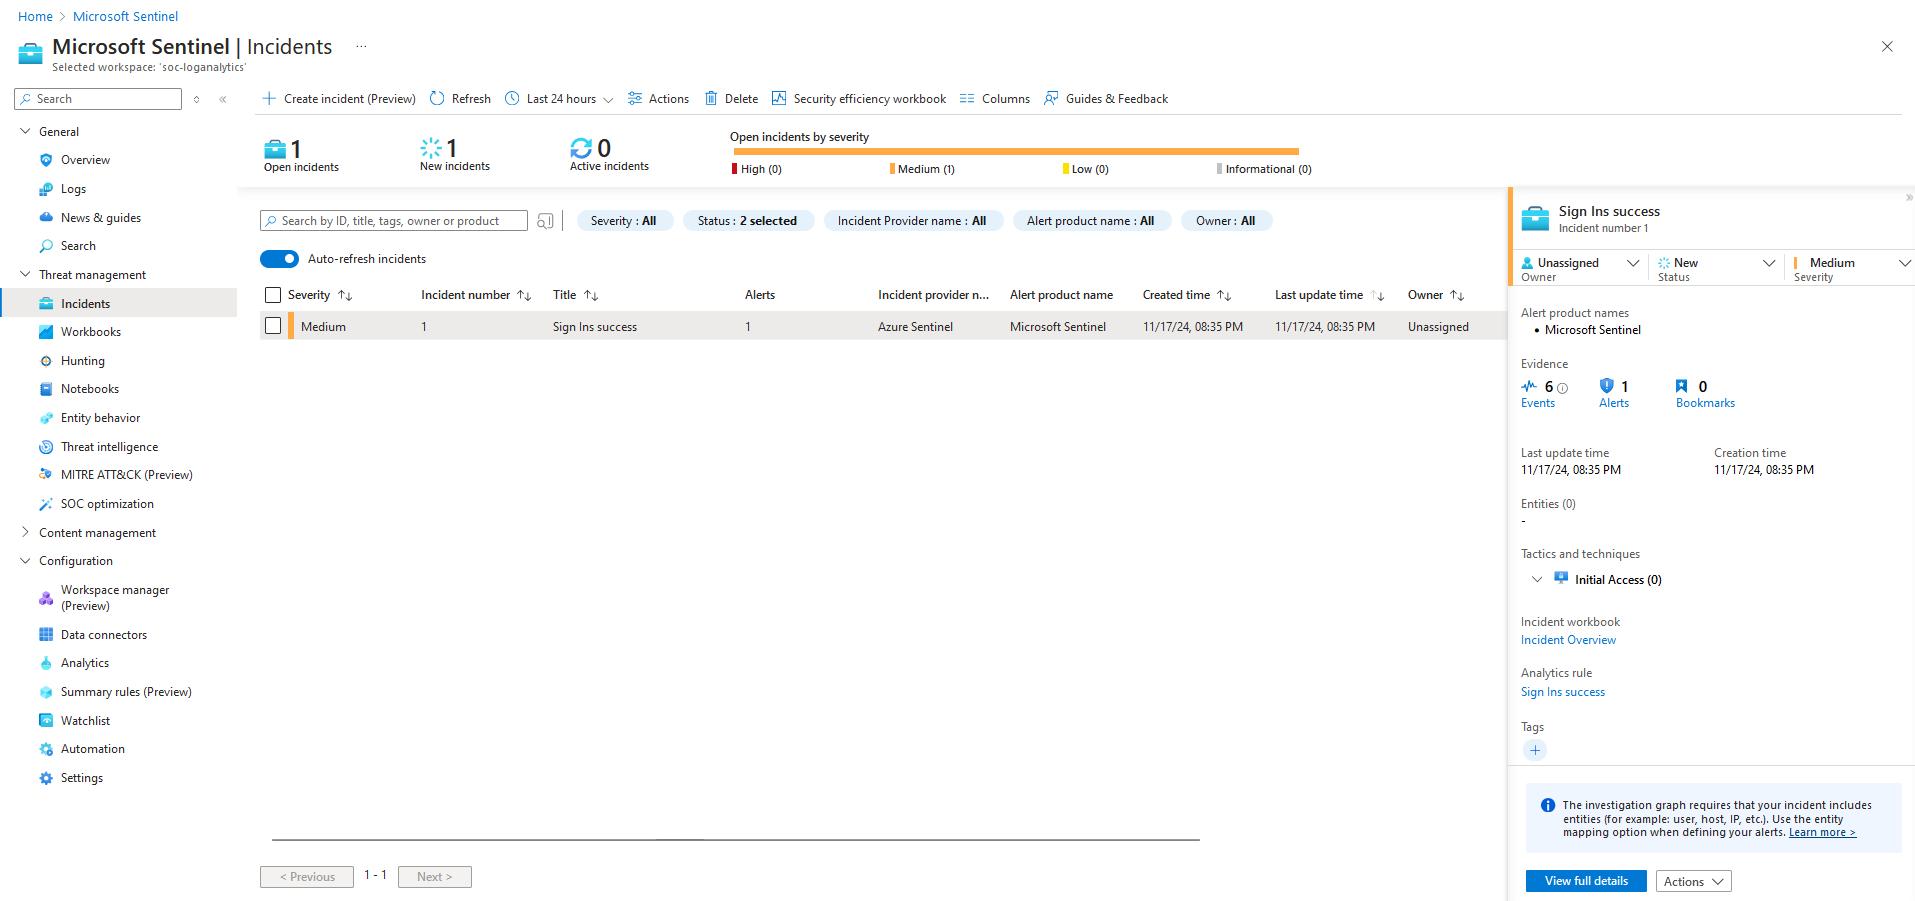 Home > Microsoft Sentinel
Microsoft Sentinel | Incidents ...
Selected workspace: 'soc-loganalytics'
Search
«
Create incident (Preview) Refresh Last 24 hours Actions Delete Security efficiency workbook Columns Guides & Feedback
General
Overview
Logs
News & guides
Search
Threat management
Incidents
Workbooks
Hunting
Notebooks
Entity behavior
Threat intelligence
MITRE ATT&CK (Preview)
SOC optimization
Content management
Configuration
Workspace manager
(Preview)
Data connectors
Analytics
Summary rules (Preview)
Watchlist
Automation
Settings
1
Open incidents
1
New incidents
0
Active incidents
Open incidents by severity
High (0) Medium (1) Low (0) Informational (0)
Search by ID, title, tags, owner or product
Severity : All Status : 2 selected Incident Provider name : All Alert product name : All Owner : All
Auto-refresh incidents
Severity ↑↓ Incident number ↑↓ Title ↑↓ Alerts Incident provider n... Alert product name Created time ↑↓ Last update time ↑↓ Owner ↑↓
Medium 1 Sign Ins success 1 Azure Sentinel Microsoft Sentinel 11/17/24, 08:35 PM 11/17/24, 08:35 PM Unassigned
< Previous 1 - 1 Next >
»
Sign Ins success
Incident number 1
Unassigned New Medium
Owner Status Severity
Alert product names
• Microsoft Sentinel
Evidence
6 1 0
Events Alerts Bookmarks
Last update time Creation time
11/17/24, 08:35 PM 11/17/24, 08:35 PM
Entities (0)
-
Tactics and techniques
Initial Access (0)
Incident workbook
Incident Overview
Analytics rule
Sign Ins success
Tags
+
The investigation graph requires that your incident includes
entities (for example: user, host, IP, etc.). Use the entity
mapping option when defining your alerts. Learn more >
View full details Actions